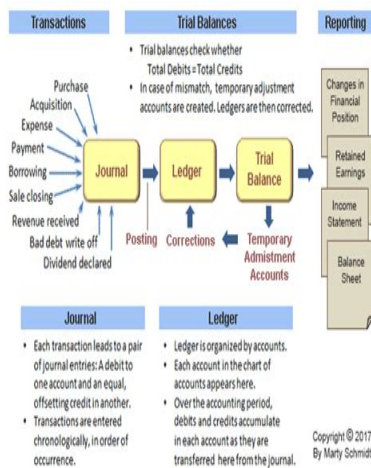 Transactions
Trial Balances
Reporting
• Trial balances check whether
Total Debits = Total Credits
• In case of mismatch, temporary adjustment
accounts are created. Ledgers are then corrected.
Purchase
Acquisition
Expense
Payment
Borrowing
Sale closing
Revenue received
Bad debt write off
Dividend declared
Journal
Ledger
Trial
Balance
Posting
Corrections
Temporary
Admistment
Accounts
Changes in
Financial
Position
Retained
Earnings
Income
Statement
Balance
Sheet
Journal
• Each transaction leads to a pair
of journal entries: A debit to
one account and an equal,
offsetting credit in another.
• Transactions are entered
chronologically, in order of
occurrence.
Ledger
• Ledger is organized by accounts.
• Each account in the chart of
accounts appears here.
• Over the accounting period,
debits and credits accumulate
in each account as they are
transferred here from the journal.
Copyright © 2017
By Marty Schmidt